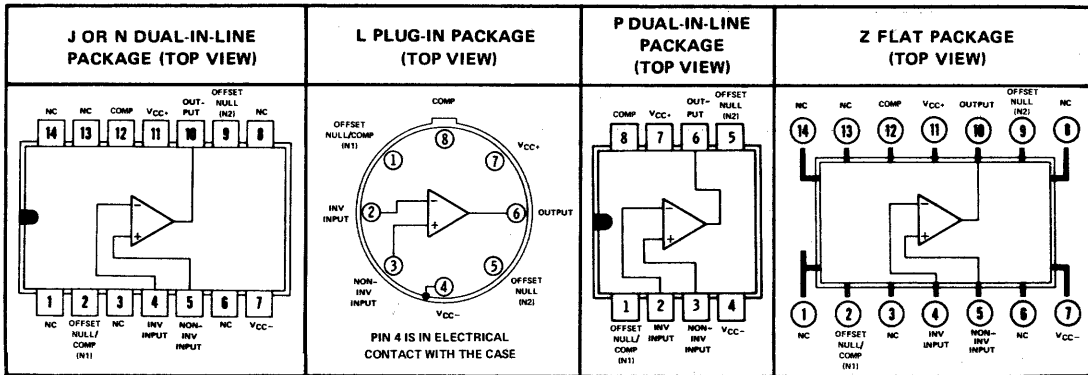 J OR N DUAL-IN-LINE
PACKAGE (TOP VIEW)
NC
NC
COMP
VCC+
OUT-
PUT
OFFSET
NULL
(N2)
NC
14
13
12
11
10
9
8
-
+
1
2
3
4
5
6
7
NC
OFFSET
NULL/
COMP
(N1)
NC
INV
INPUT
NON-
INV
INPUT
NC
VCC-
L PLUG-IN PACKAGE
(TOP VIEW)
COMP
OFFSET
NULL/COMP
(N1)
8
1
7
VCC+
INV
INPUT
2
-
+
6
OUTPUT
3
5
4
NON-
INV
INPUT
OFFSET
NULL
(N2)
VCC-
PIN 4 IS IN ELECTRICAL
CONTACT WITH THE CASE
P DUAL-IN-LINE
PACKAGE
(TOP VIEW)
COMP
VCC+
OUT-
PUT
OFFSET
NULL
(N2)
8
7
6
5
-
+
1
2
3
4
OFFSET
NULL/
COMP
(N1)
INV
INPUT
NON-
INV
INPUT
VCC-
Z FLAT PACKAGE
(TOP VIEW)
NC
NC
COMP
VCC+
OUTPUT
OFFSET
NULL
(N2)
NC
14
13
12
11
10
9
8
-
+
1
2
3
4
5
6
7
NC
OFFSET
NULL/
COMP
(N1)
NC
INV
INPUT
NON-
INV
INPUT
NC
VCC-